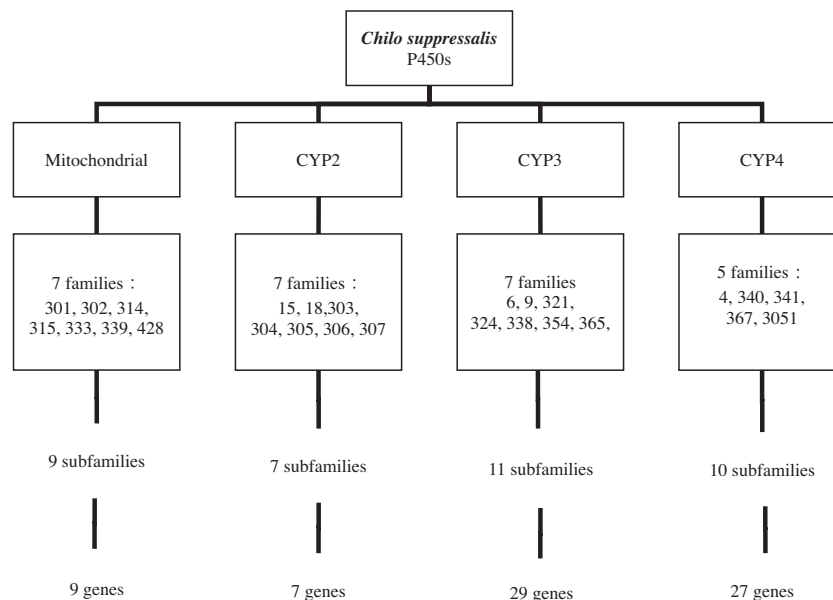 Chilo suppressalis
P450s
Mitochondrial
CYP2
CYP3
CYP4
7 families：
301, 302, 314,
315, 333, 339, 428
7 families：
15, 18,303,
304, 305, 306, 307
7 families
6, 9, 321,
324, 338, 354, 365,
5 families：
4, 340, 341,
367, 3051
9 subfamilies
7 subfamilies
11 subfamilies
10 subfamilies
9 genes
7 genes
29 genes
27 genes